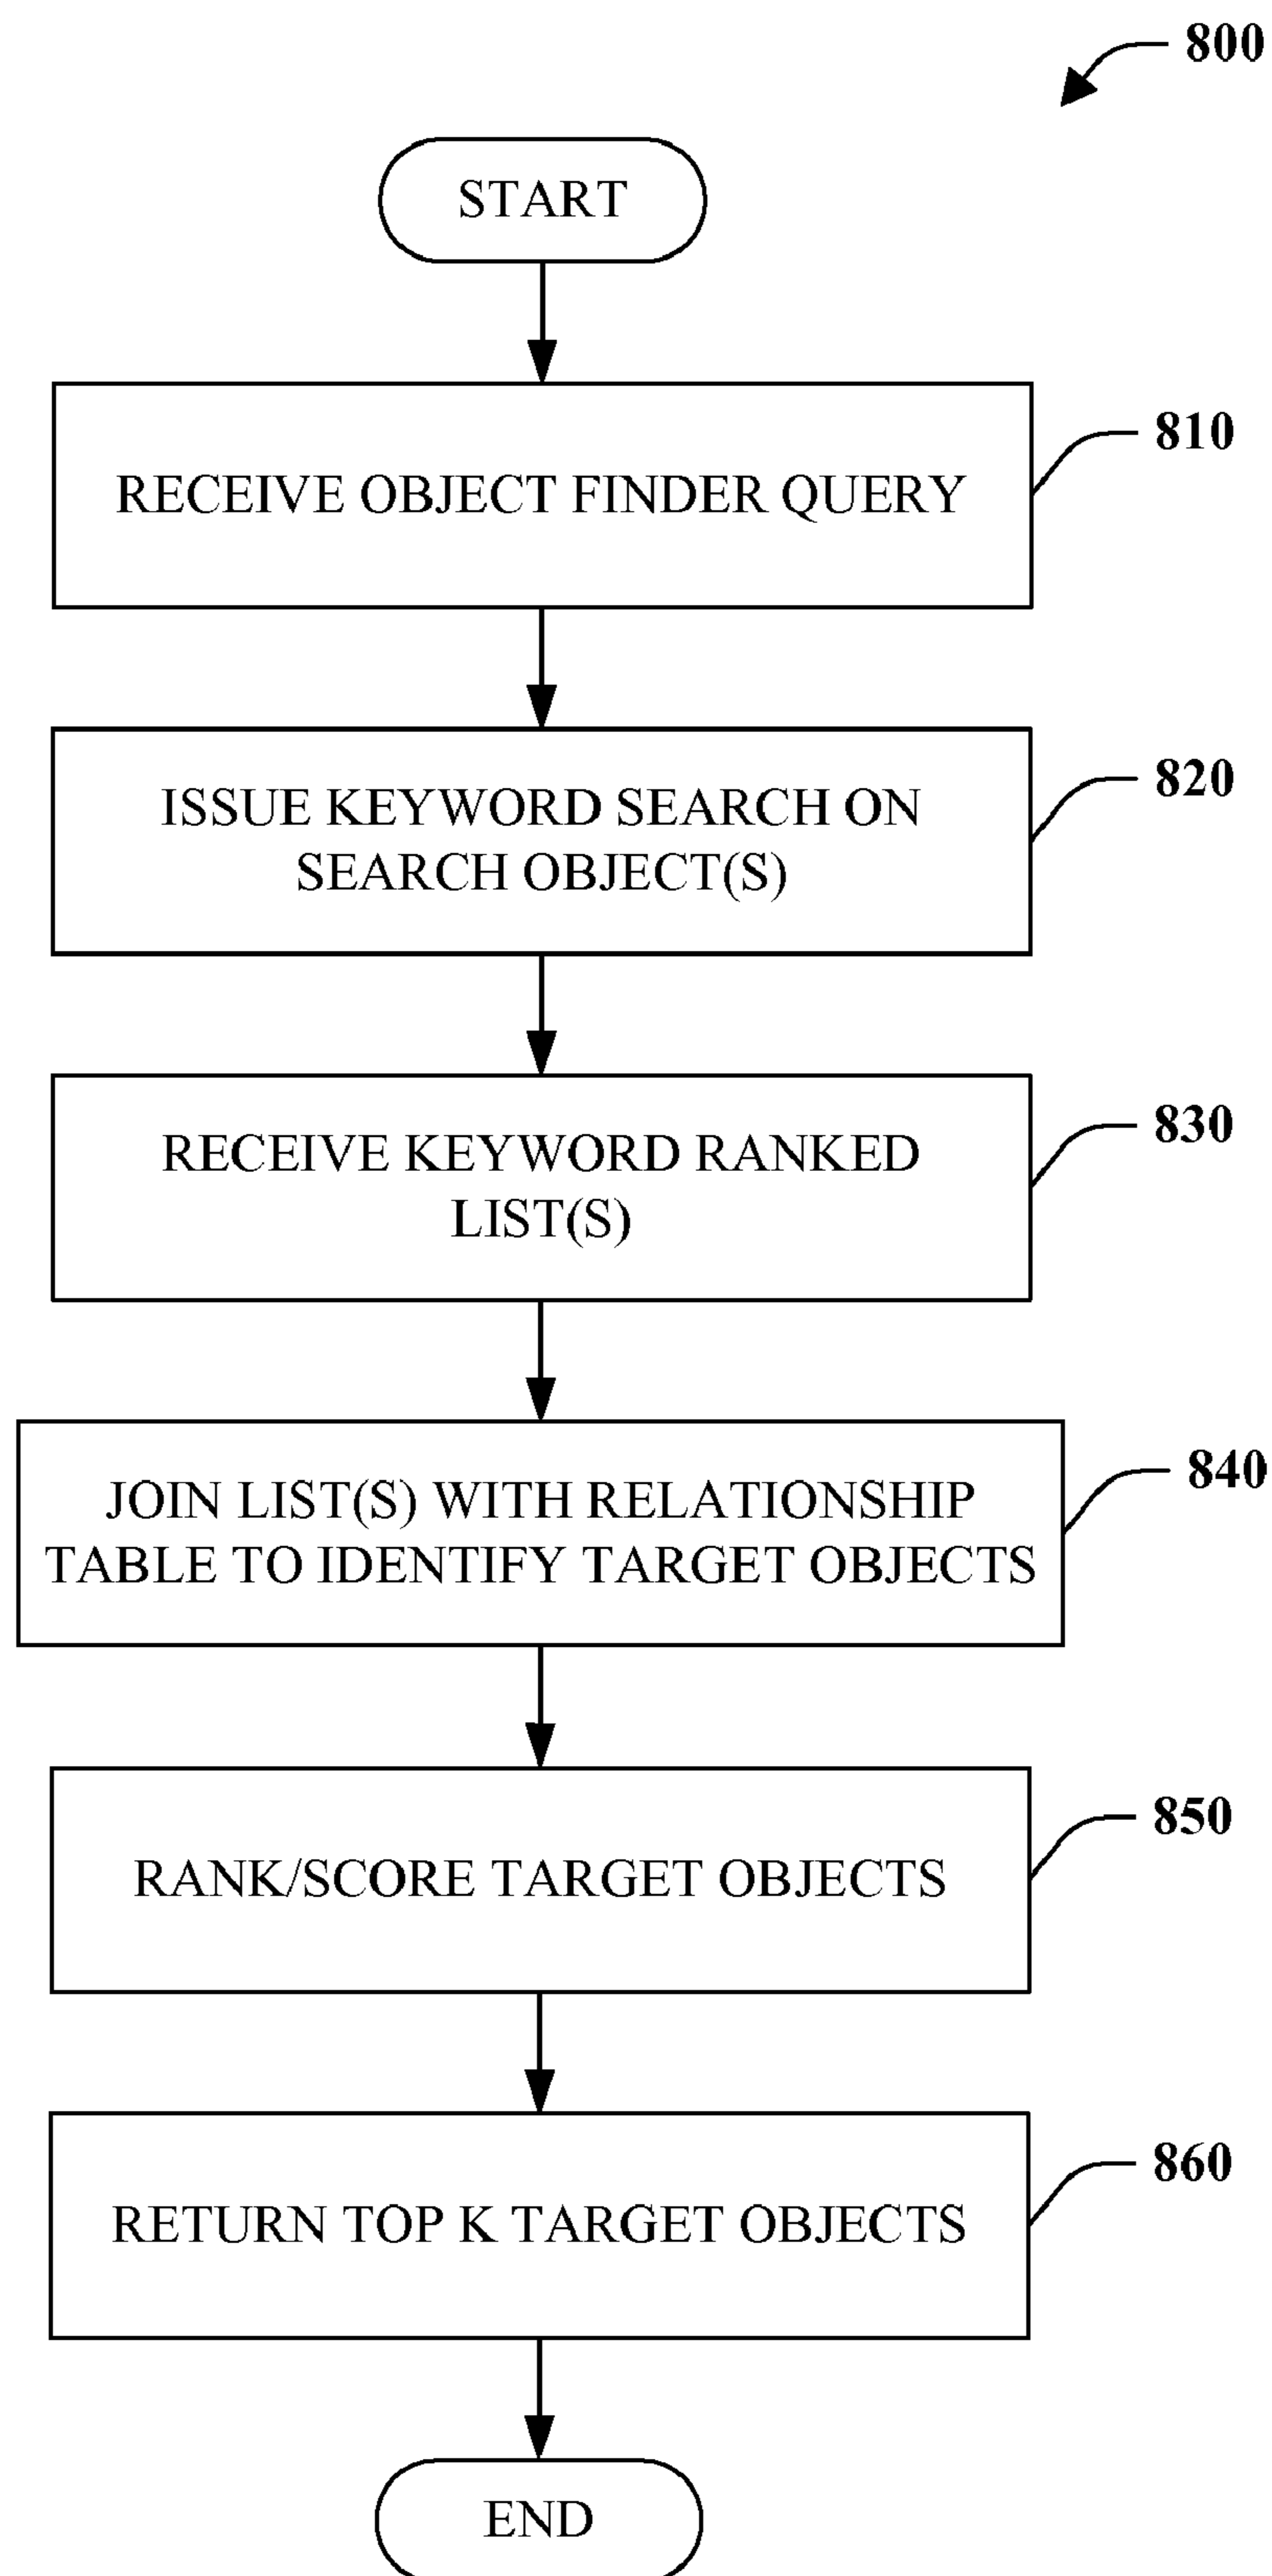 800
START
RECEIVE OBJECT FINDER QUERY
810
ISSUE KEYWORD SEARCH ON
SEARCH OBJECT(S)
820
RECEIVE KEYWORD RANKED
LIST(S)
830
JOIN LIST(S) WITH RELATIONSHIP
TABLE TO IDENTIFY TARGET OBJECTS
840
RANK/SCORE TARGET OBJECTS
850
RETURN TOP K TARGET OBJECTS
860
END